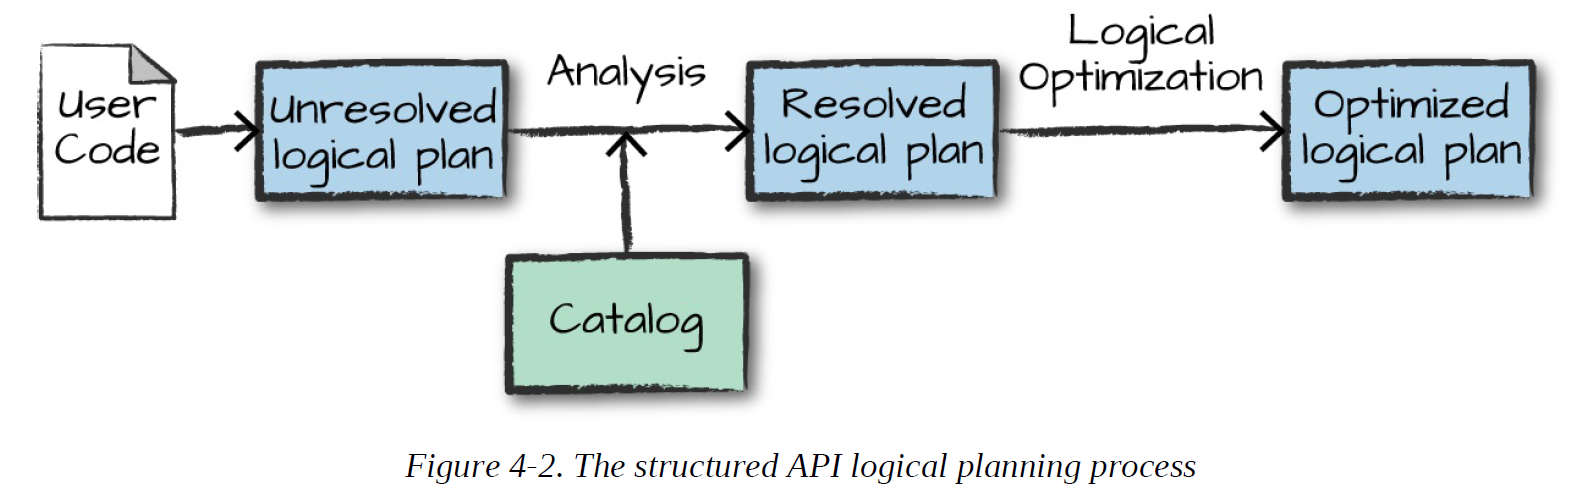 User
Code
Unresolved
logical plan
Analysis
Resolved
logical plan
Logical
Optimization
Optimized
logical plan
Catalog
Figure 4-2. The structured API logical planning process